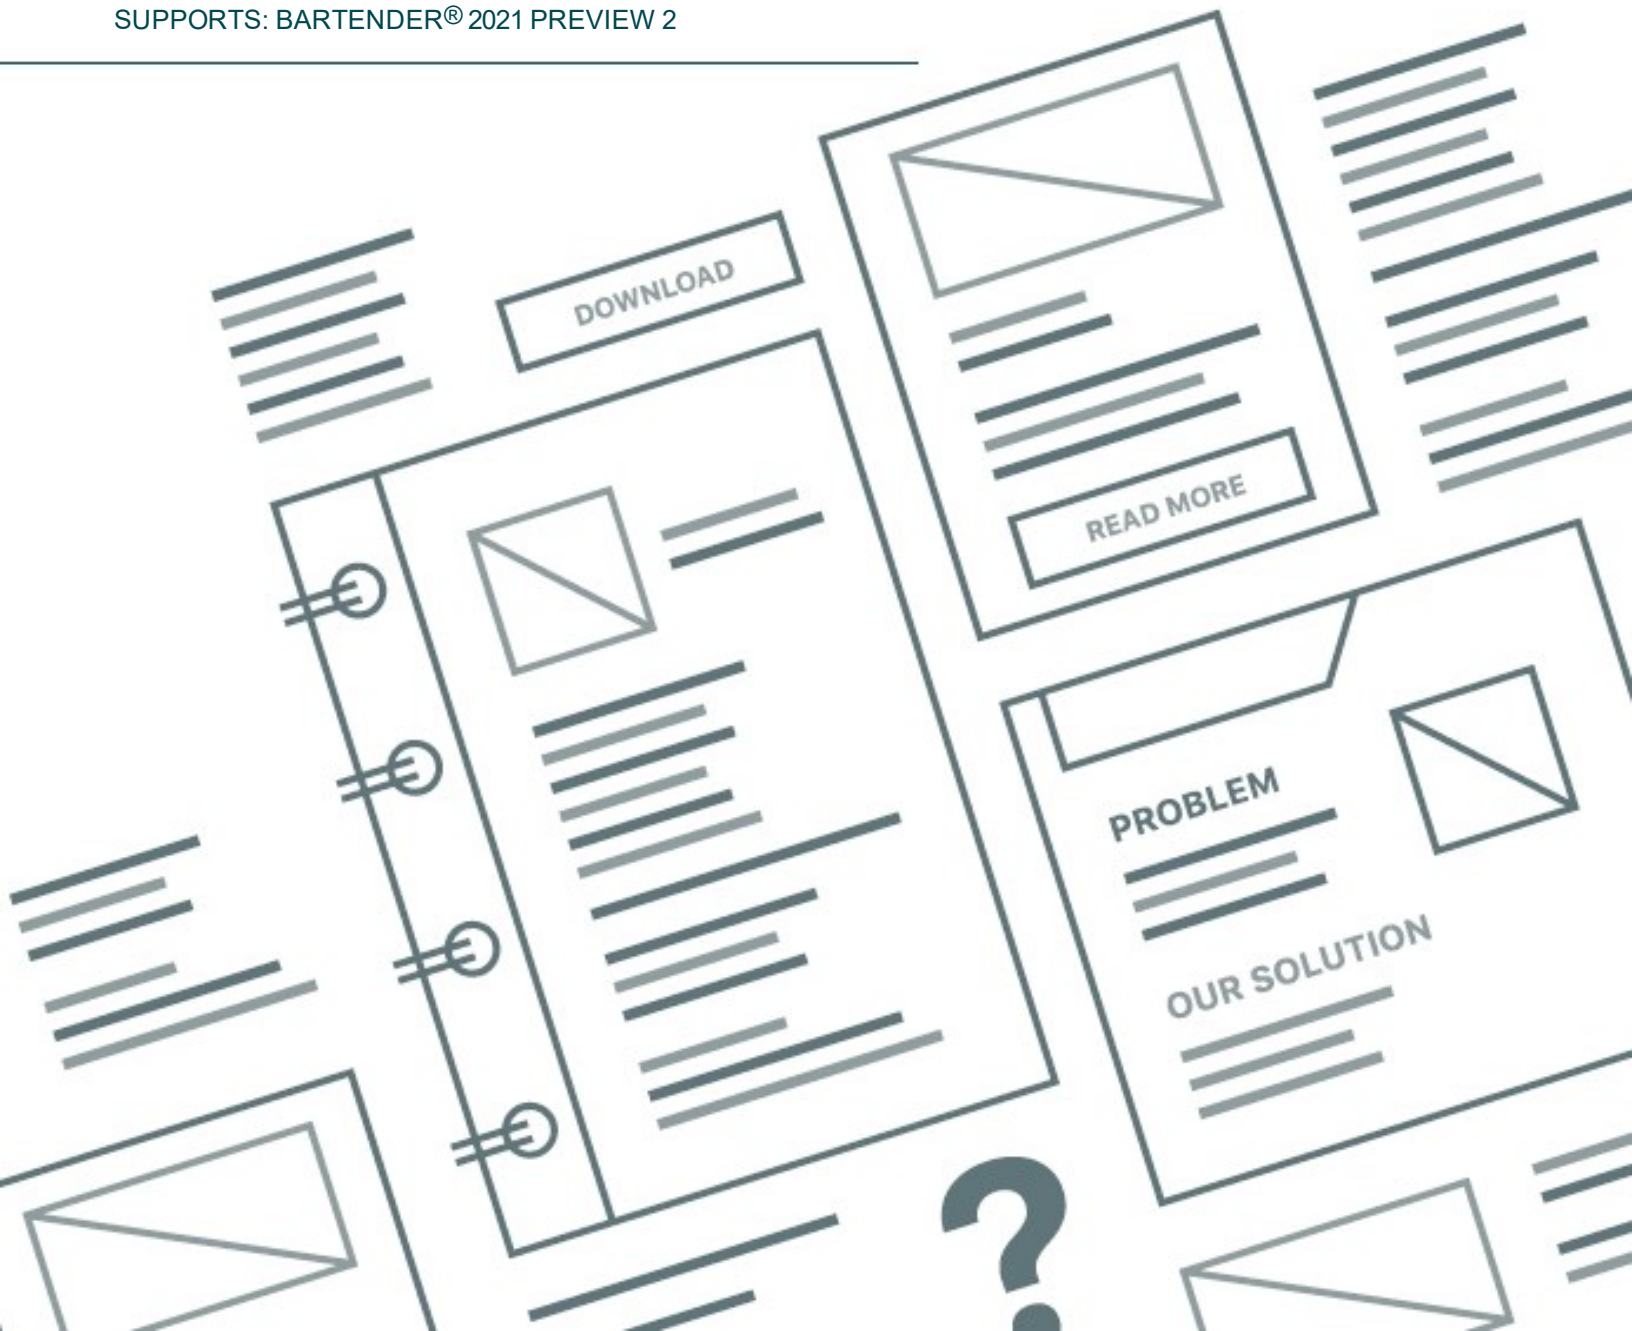 SUPPORTS: BARTENDER® 2021 PREVIEW 2
DOWNLOAD
READ MORE
PROBLEM
OUR SOLUTION
?